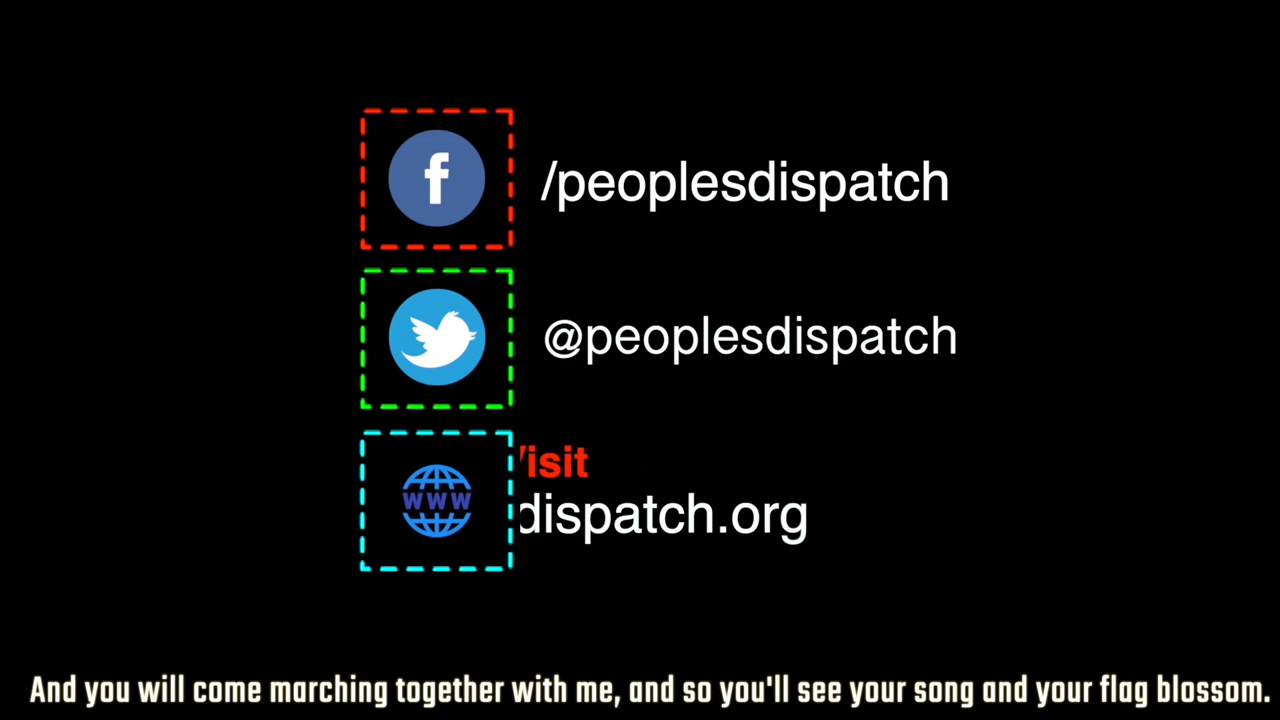 f
/peoplesdispatch
@peoplesdispatch
Visit
WWW
dispatch.org
And you will come marching together with me, and so you'll see your song and your flag blossom.